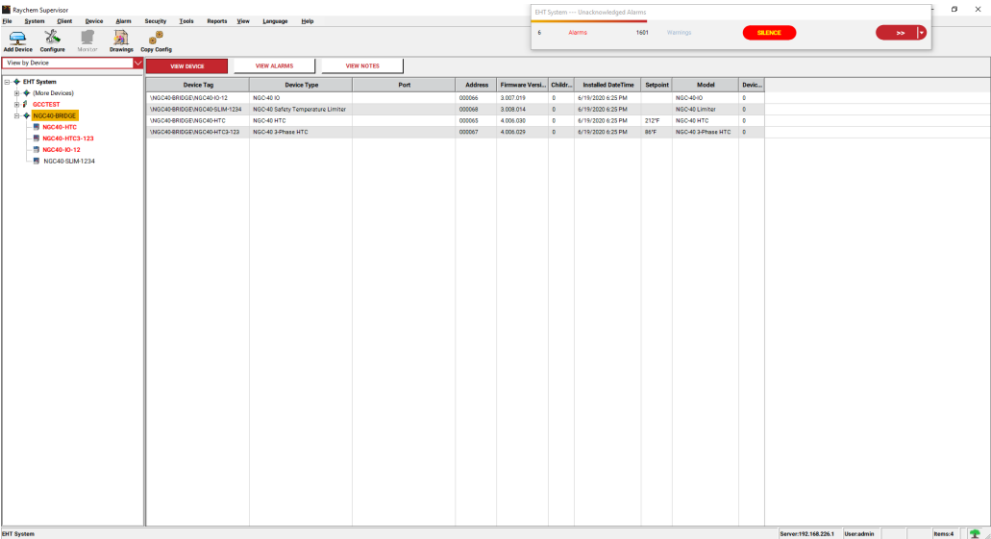 Raychem Supervisor
EHT System --- Unacknowledged Alarms
File System Client Device Alarm Security Tools Reports View Language Help
6 Alarms 1601 Warnings SILENCE >>
Add Device Configure Monitor Drawings Copy Config
View by Device VIEW DEVICE VIEW ALARMS VIEW NOTES
EHT System
(More Devices)
GCCTEST
NGC40-BRIDGE
NGC40-HTC
NGC40-HTC3-123
NGC40-IO-12
NGC40-SLIM-1234
Device Tag Device Type Port Address Firmware Versi... Childr... Installed DateTime Setpoint Model Devic...
\NGC40-BRIDGE\NGC40-IO-12 NGC-40 IO 000066 3.007.019 0 6/19/2020 6:25 PM NGC-40-IO 0
\NGC40-BRIDGE\NGC40-SLIM-1234 NGC-40 Safety Temperature Limiter 000068 3.008.014 0 6/19/2020 6:25 PM NGC-40 Limiter 0
\NGC40-BRIDGE\NGC40-HTC NGC-40 HTC 000065 4.006.030 0 6/19/2020 6:25 PM 212°F NGC-40 HTC 0
\NGC40-BRIDGE\NGC40-HTC3-123 NGC-40 3-Phase HTC 000067 4.006.029 0 6/19/2020 6:25 PM 86°F NGC-40 3-Phase HTC 0
EHT System Server:192.168.226.1 User:admin Items:4